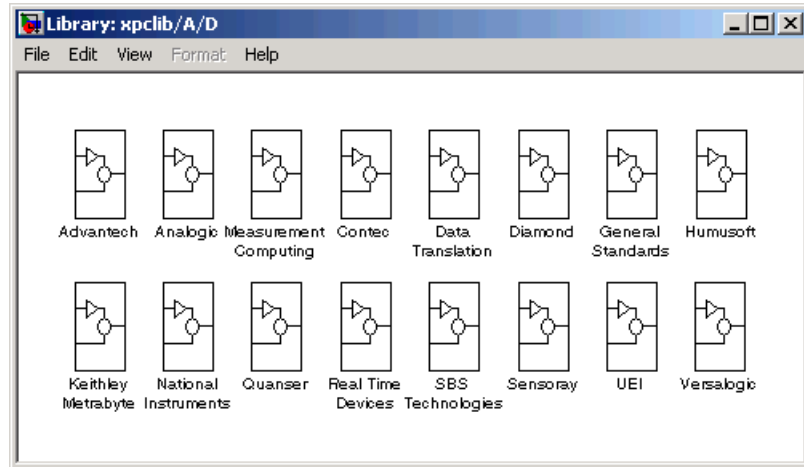 Library: xpclib/A/D
File Edit View Format Help
Advantech Analogic Measurement Contec Data Diamond General Humusoft
Computing Translation Standards
Keithley National Quanser Real Time SBS Sensoray UEI Versalogic
Metrabyte Instruments Devices Technologies